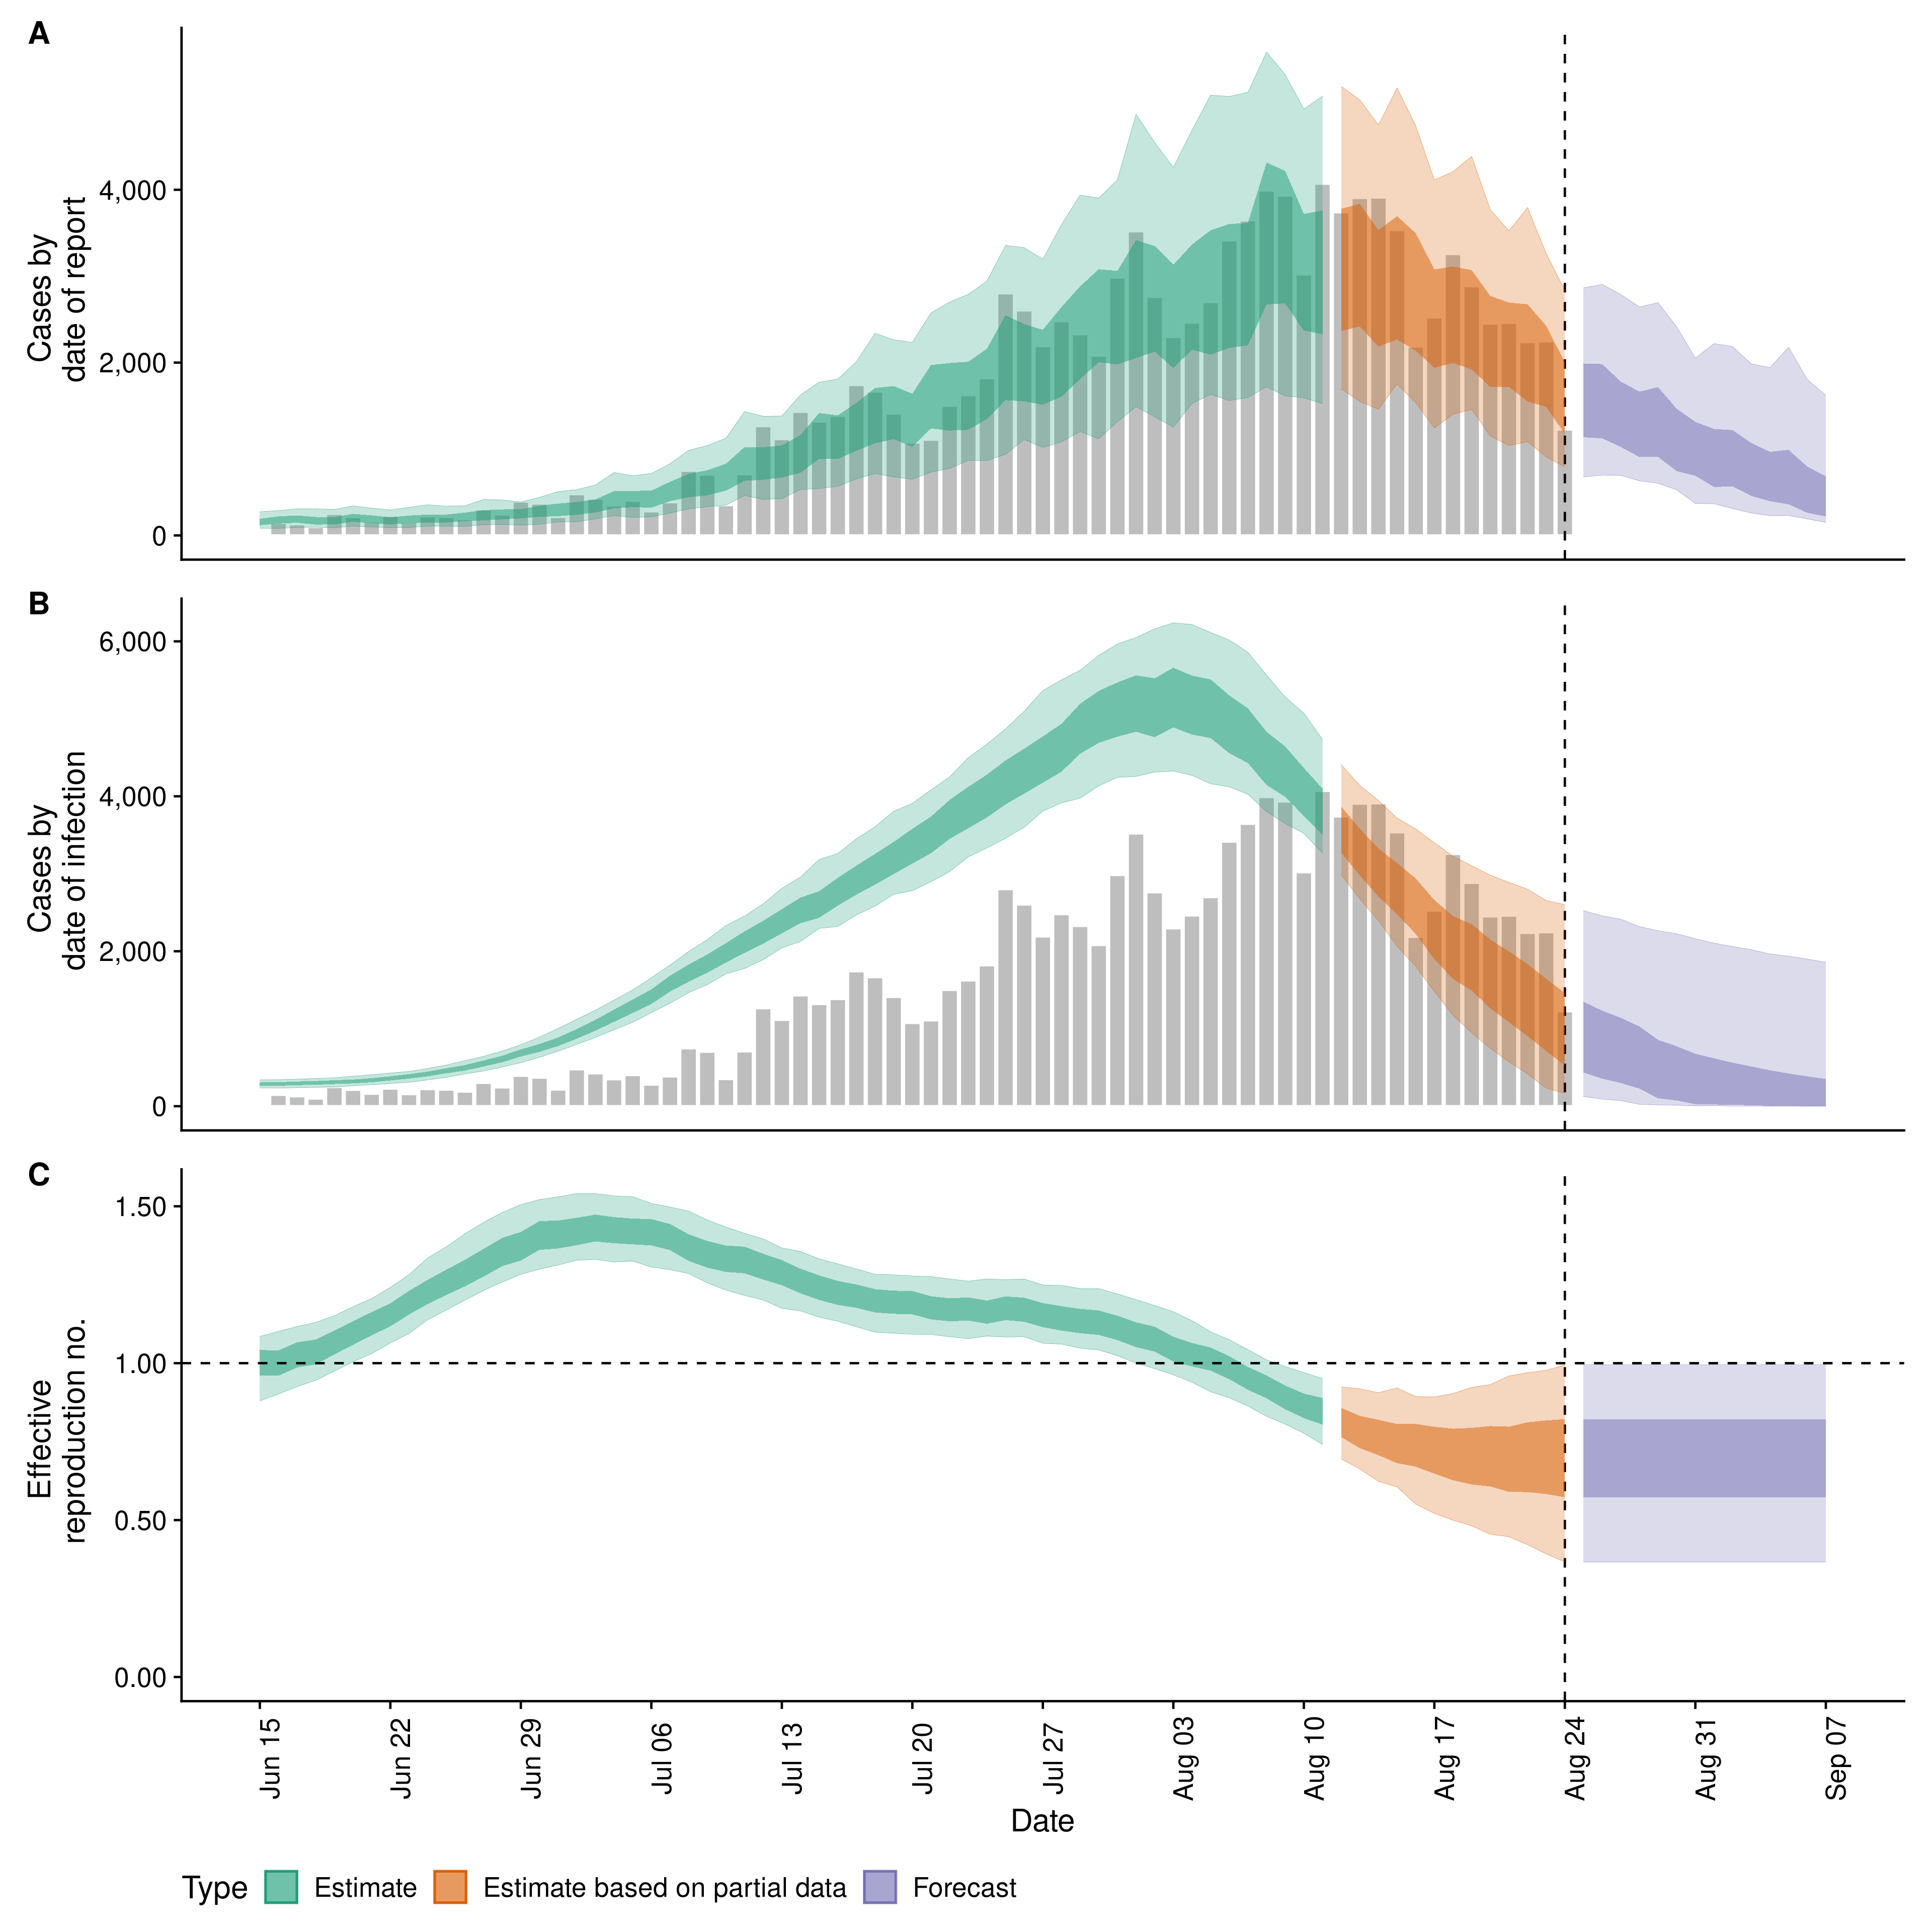 A
Cases by
date of report
4,000
2,000
0
B
Cases by
date of infection
6,000
4,000
2,000
0
C
Effective
reproduction no.
1.50
1.00
0.50
0.00
Jun 15
Jun 22
Jun 29
Jul 06
Jul 13
Jul 20
Jul 27
Aug 03
Aug 10
Aug 17
Aug 24
Aug 31
Sep 07
Date
Type
Estimate
Estimate based on partial data
Forecast